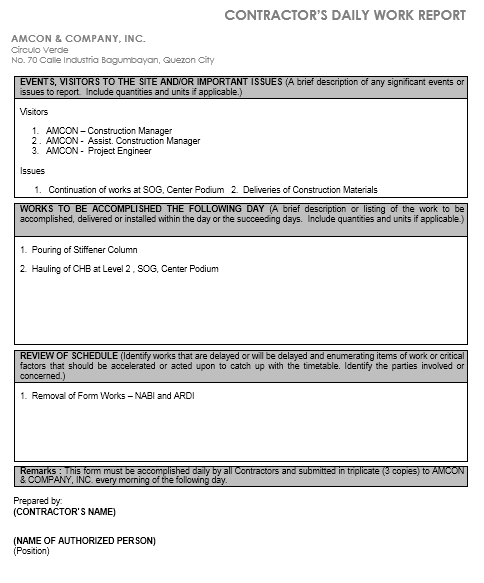 CONTRACTOR'S DAILY WORK REPORT
AMCON & COMPANY, INC.
Circulo Verde
No. 70 Calle Industria Bagumbayan, Quezon City
EVENTS, VISITORS TO THE SITE AND/OR IMPORTANT ISSUES (A brief description of any significant events or
issues to report. Include quantities and units if applicable.)
Visitors
1. AMCON – Construction Manager
2 . AMCON - Assist. Construction Manager
3. AMCON - Project Engineer
Issues
1. Continuation of works at SOG, Center Podium 2. Deliveries of Construction Materials
WORKS TO BE ACCOMPLISHED THE FOLLOWING DAY (A brief description or listing of the work to be
accomplished, delivered or installed within the day or the succeeding days. Include quantities and units if applicable.)
1. Pouring of Stiffener Column
2. Hauling of CHB at Level 2 , SOG, Center Podium
REVIEW OF SCHEDULE (Identify works that are delayed or will be delayed and enumerating items of work or critical
factors that should be accelerated or acted upon to catch up with the timetable. Identify the parties involved or
concerned.)
1. Removal of Form Works – NABI and ARDI
Remarks : This form must be accomplished daily by all Contractors and submitted in triplicate (3 copies) to AMCON
& COMPANY, INC. every morning of the following day.
Prepared by:
(CONTRACTOR'S NAME)
(NAME OF AUTHORIZED PERSON)
(Position)